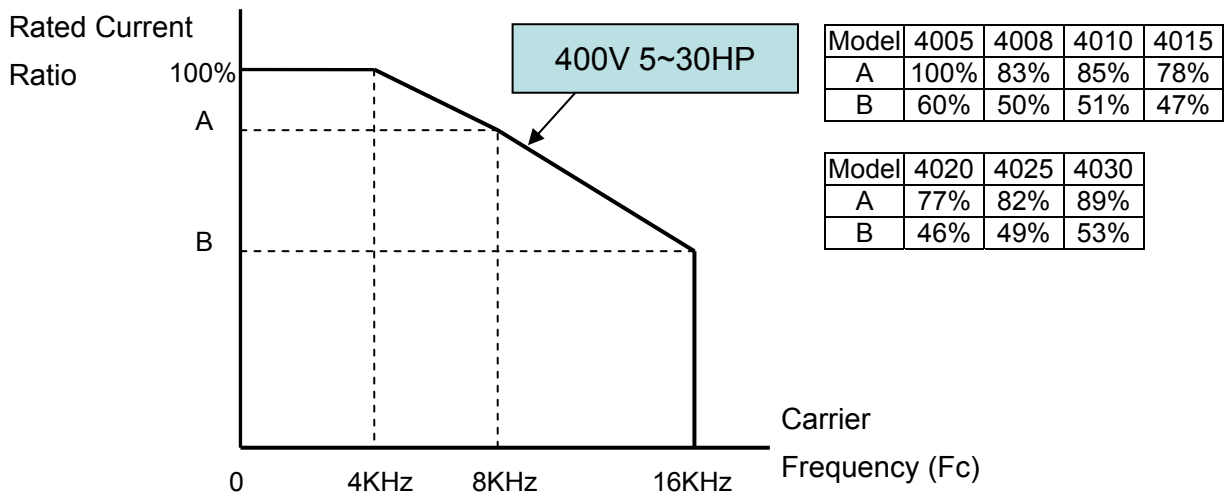 Rated Current
Ratio
100%
A
B
400V 5~30HP
0 4KHz 8KHz 16KHz
Carrier
Frequency (Fc)
Model 4005 4008 4010 4015
A 100% 83% 85% 78%
B 60% 50% 51% 47%
Model 4020 4025 4030
A 77% 82% 89%
B 46% 49% 53%